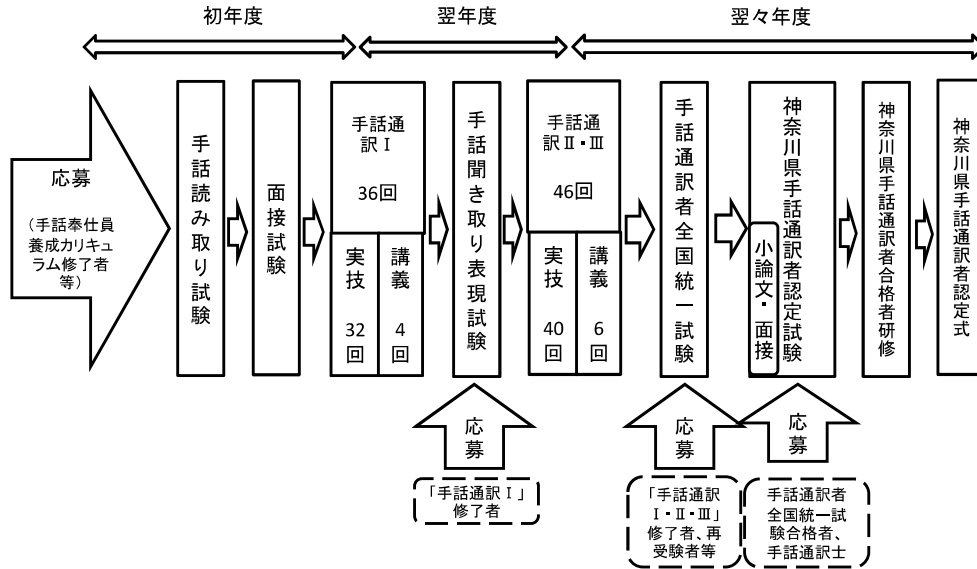 初年度
翌年度
翌々年度
応募
（手話奉仕員
養成カリキュ
ラム修了者
等）
手話読み取り試験
面接試験
手話通
訳Ⅰ
36回
実技
32
回
講義
4
回
手話聞き取り表現試験
手話通
訳Ⅱ・Ⅲ
46回
実技
40
回
講義
6
回
手話通訳者全国統一試験
神奈川県手話通訳者認定試験
小論文・面接
神奈川県手話通訳者合格者研修
神奈川県手話通訳者認定式
応募
「手話通訳Ⅰ」
修了者
応募
「手話通訳
Ⅰ・Ⅱ・Ⅲ」
修了者、再
受験者等
応募
手話通訳者
全国統一試
験合格者、
手話通訳士